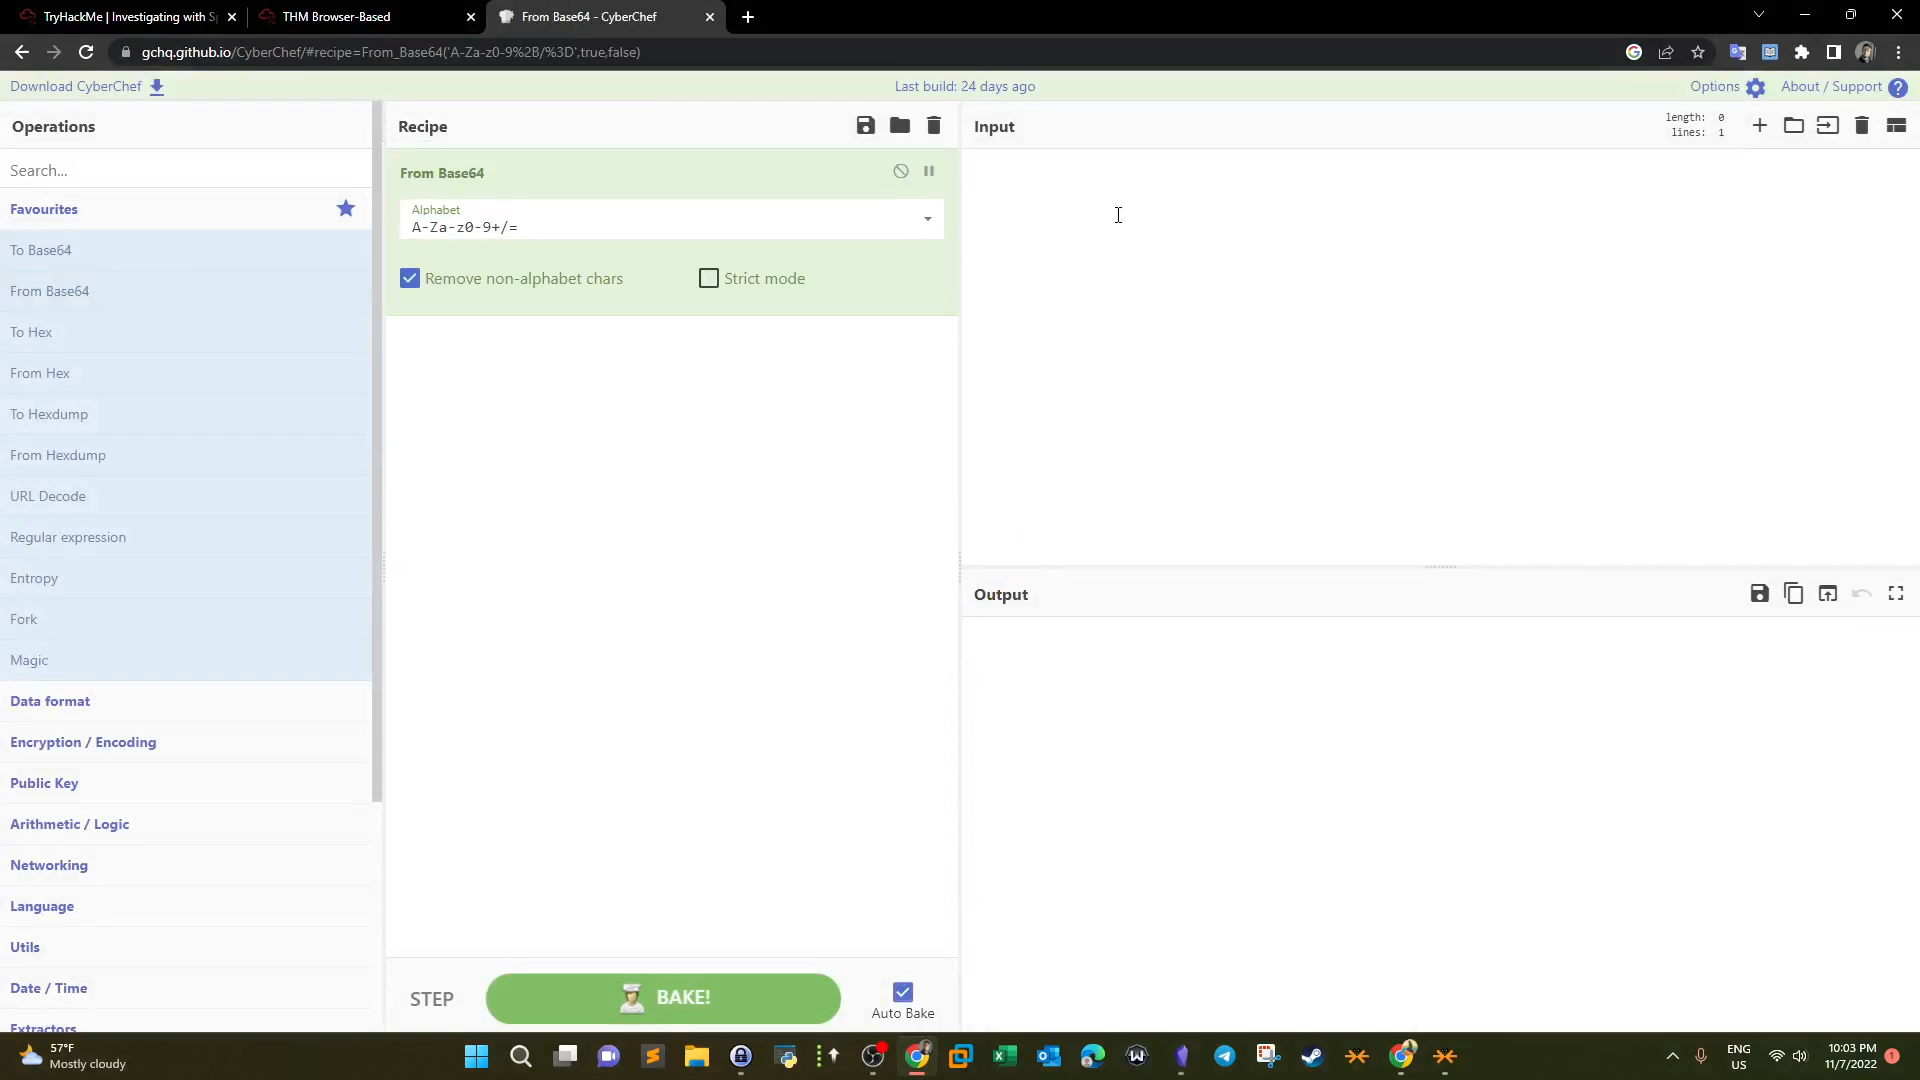 TryHackMe | Investigating with Sp
THM Browser-Based
From Base64 - CyberChef
gchq.github.io/CyberChef/#recipe=From_Base64('A-Za-z0-9%2B/%3D',true,false)
Download CyberChef
Last build: 24 days ago
Options
About / Support
Operations
Search...
Favourites
To Base64
From Base64
To Hex
From Hex
To Hexdump
From Hexdump
URL Decode
Regular expression
Entropy
Fork
Magic
Data format
Encryption / Encoding
Public Key
Arithmetic / Logic
Networking
Language
Utils
Date / Time
Extractors
Recipe
From Base64
Alphabet
A-Za-z0-9+/=
Remove non-alphabet chars
Strict mode
STEP
BAKE!
Auto Bake
Input
length: 0
lines: 1
Output
57°F
Mostly cloudy
ENG
US
10:03 PM
11/7/2022
1